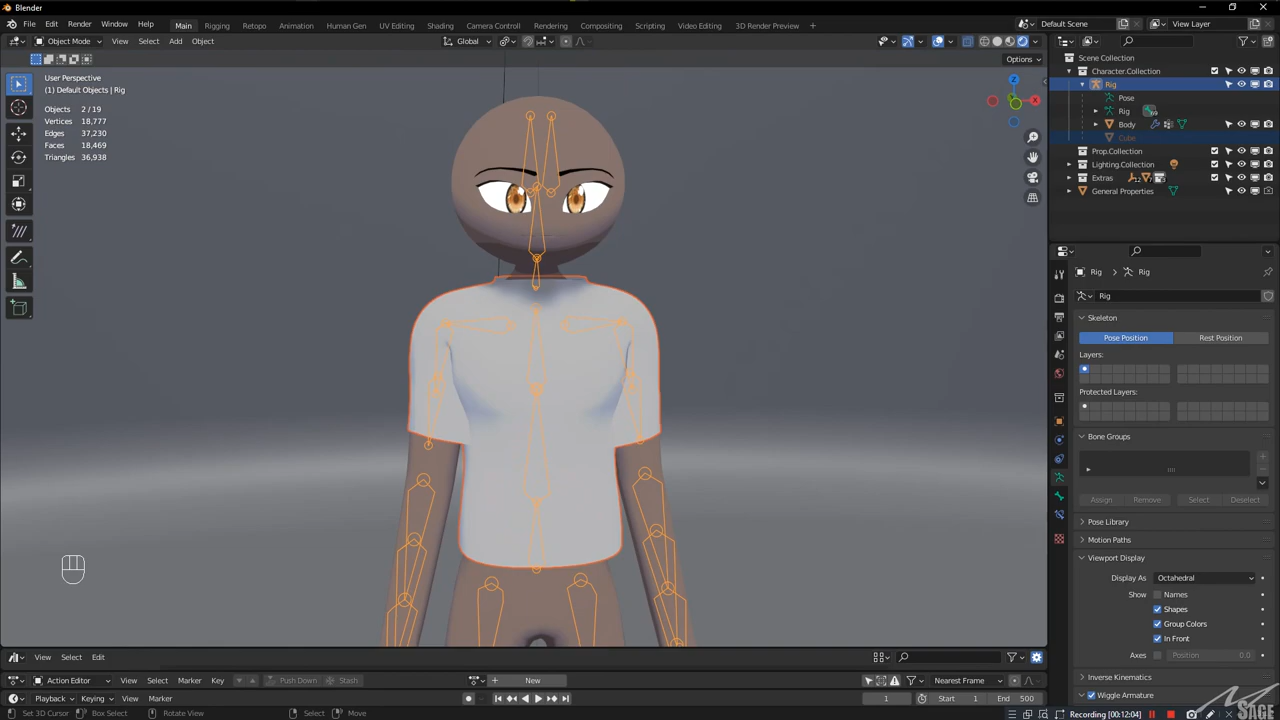 Blender
File Edit Render Window Help Main Rigging Retopo Animation Human Gen UV Editing Shading Camera Control Rendering Compositing Scripting Video Editing 3D Render Preview + Default Scene View Layer
Object Mode View Select Add Object Global
Options
User Perspective
(1) Default Objects | Rig
Objects 2 / 19
Vertices 18,777
Edges 37,230
Faces 18,469
Triangles 36,938
X
Scene Collection
Character.Collection
Rig
Pose
Rig 69
Body
Cube
Prop.Collection
Lighting.Collection
Extras 12
General Properties
Rig Rig
Rig
Skeleton
Pose Position Rest Position
Layers:
Protected Layers:
Bone Groups
Assign Remove Select Deselect
Pose Library
Motion Paths
Viewport Display
Display As Octahedral
Show Names
Shapes
Group Colors
In Front
Axes Position 0.0
Inverse Kinematics
Wiggle Armature
View Select Edit
Action Editor View Select Marker Key Push Down Stash New Nearest Frame
Playback Keying View Marker 1 Start 1 End 500
Set 3D Cursor Box Select Rotate View Select Move
Recording [00:12:04]
SAGE